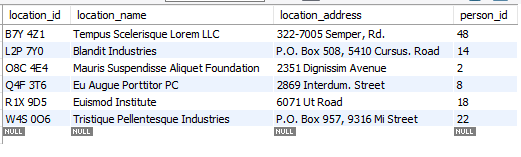 location_id location_name location_address person_id
B7Y 4Z1 Tempus Scelerisque Lorem LLC 322-7005 Semper, Rd. 48
L2P 7Y0 Blandit Industries P.O. Box 508, 5410 Cursus. Road 14
O8C 4E4 Mauris Suspendisse Aliquet Foundation 2351 Dignissim Avenue 2
Q4F 3T6 Eu Augue Porttitor PC 2869 Interdum. Street 8
R1X 9D5 Euismod Institute 6071 Ut Road 18
W4S 0O6 Tristique Pellentesque Industries P.O. Box 957, 9316 Mi Street 22
NULL NULL NULL NULL